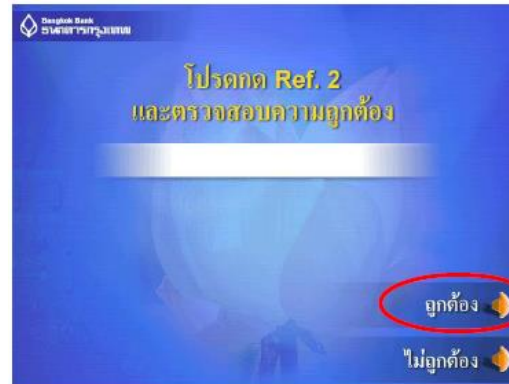 Bangkok Bank
ธนาคารกรุงเทพ
โปรดกด Ref. 2
และตรวจสอบความถูกต้อง
ถูกต้อง
ไม่ถูกต้อง